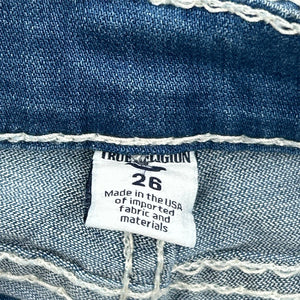 TRUE RELIGION
26
Made in the USA
of imported
fabric and
materials